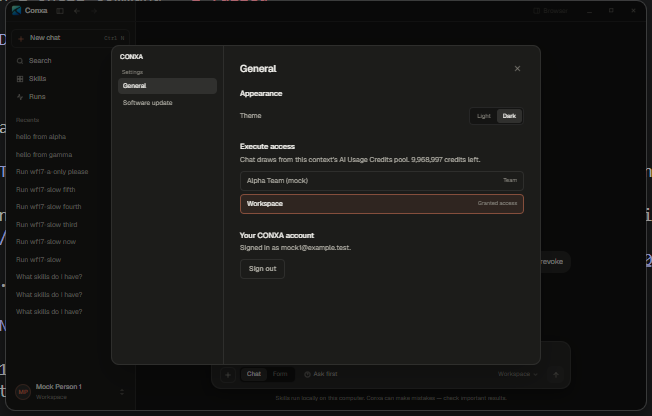 Conxa
Browser
New chat
Ctrl N
Search
Skills
Runs
Recents
hello from alpha
hello from gamma
Run wf17-a-only please
Run wf17-slow fifth
Run wf17-slow fourth
Run wf17-slow third
Run wf17-slow now
Run wf17-slow
What skills do I have?
What skills do I have?
What skills do I have?
MP
Mock Person 1
Workspace
CONXA
Settings
General
Software update
General
Appearance
Theme
Light
Dark
Execute access
Chat draws from this context's AI Usage Credits pool. 9,968,997 credits left.
Alpha Team (mock)
Team
Workspace
Granted access
Your CONXA account
Signed in as mock1@example.test.
Sign out
revoke
Chat
Form
Ask first
Workspace
Skills run locally on this computer. Conxa can make mistakes — check important results.